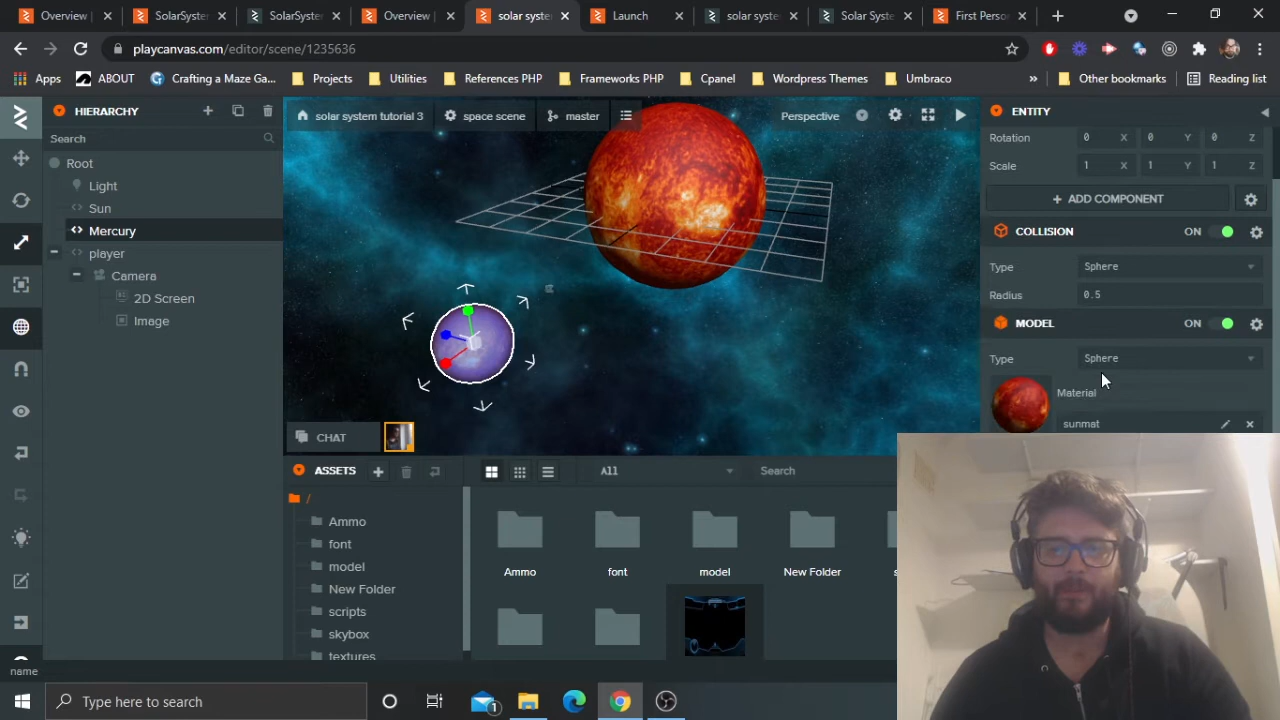 Overview
SolarSystem
SolarSystem
Overview
solar syste
Launch
solar syste
Solar Syste
First Perso
playcanvas.com/editor/scene/1235636
Apps
ABOUT
Crafting a Maze Ga...
Projects
Utilities
References PHP
Frameworks PHP
Cpanel
Wordpress Themes
Umbraco
»
Other bookmarks
Reading list
HIERARCHY
Search
Root
Light
Sun
Mercury
player
Camera
2D Screen
Image
solar system tutorial 3
space scene
master
Perspective
CHAT
ENTITY
Rotation 0 X 0 Y 0 Z
Scale 1 X 1 Y 1 Z
+ ADD COMPONENT
COLLISION ON
Type Sphere
Radius 0.5
MODEL ON
Type Sphere
Material
sunmat
ASSETS
All
Search
/
Ammo
font
model
New Folder
scripts
skybox
textures
Ammo
font
model
New Folder
name
Type here to search
1